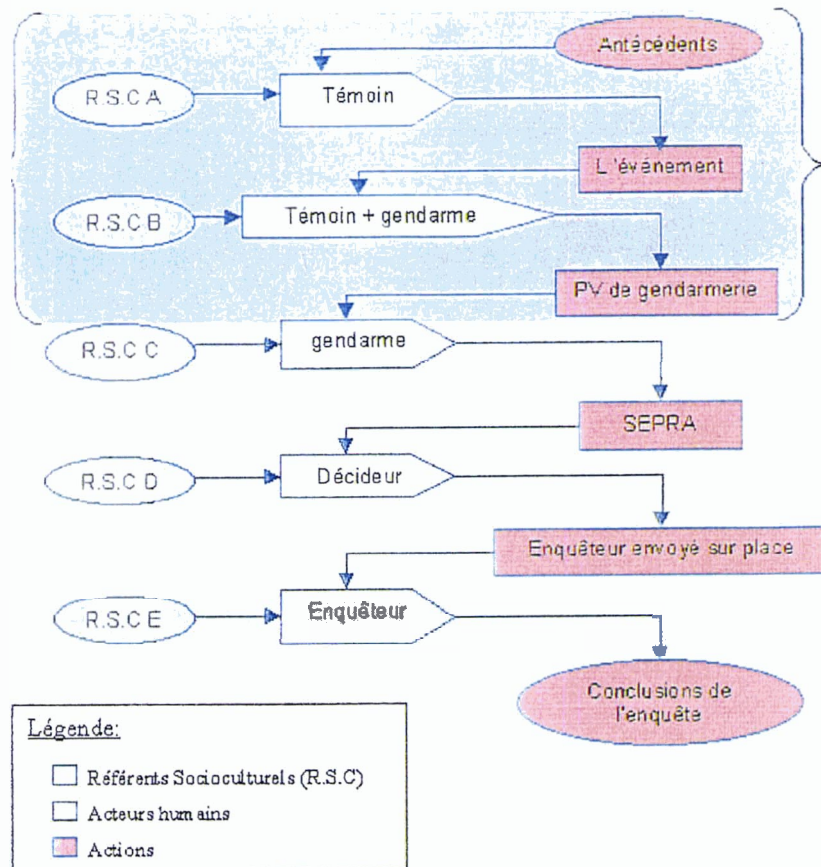 Antécédents
R.S.C A
Témoin
L'événement
R.S.C B
Témoin + gendarme
PV de gendarmerie
R.S.C C
gendarme
SEPRA
R.S.C D
Décideur
Enquêteur envoyé sur place
R.S.C E
Enquêteur
Conclusions de
l'enquête
Légende:
Référents Socioculturels (R.S.C)
Acteurs humains
Actions